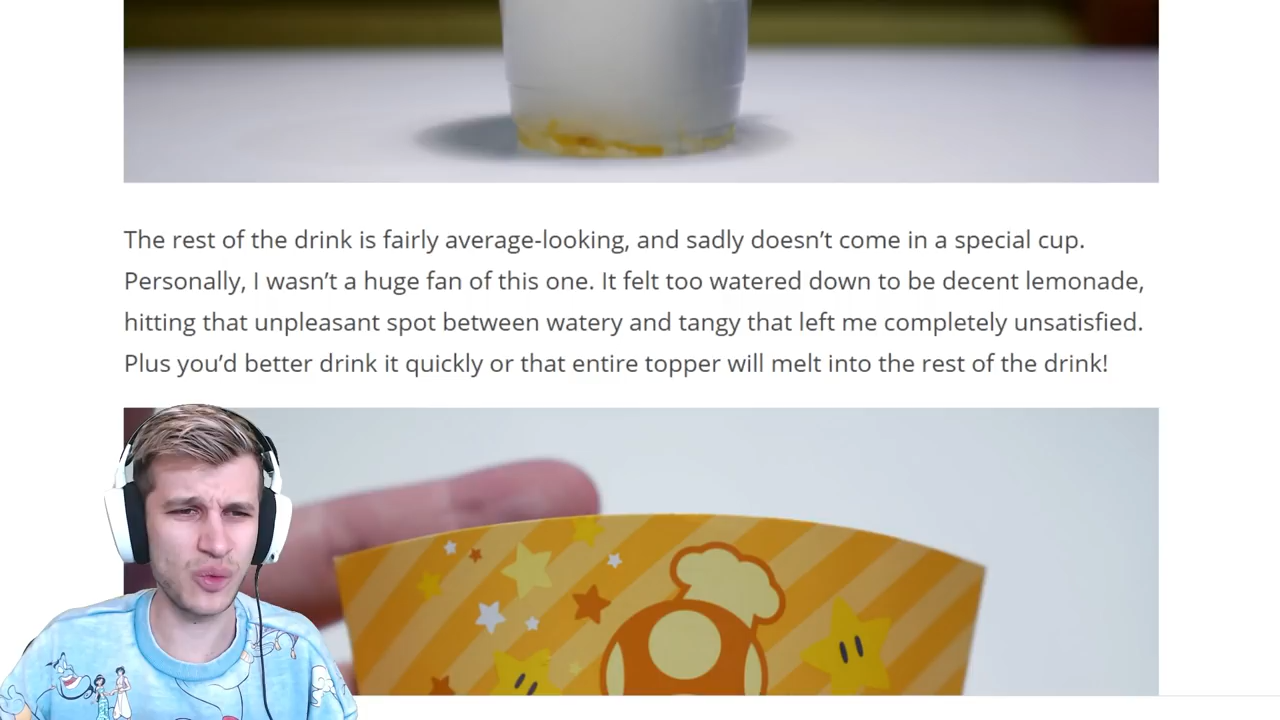 The rest of the drink is fairly average-looking, and sadly doesn’t come in a special cup.
Personally, I wasn’t a huge fan of this one. It felt too watered down to be decent lemonade,
hitting that unpleasant spot between watery and tangy that left me completely unsatisfied.
Plus you’d better drink it quickly or that entire topper will melt into the rest of the drink!